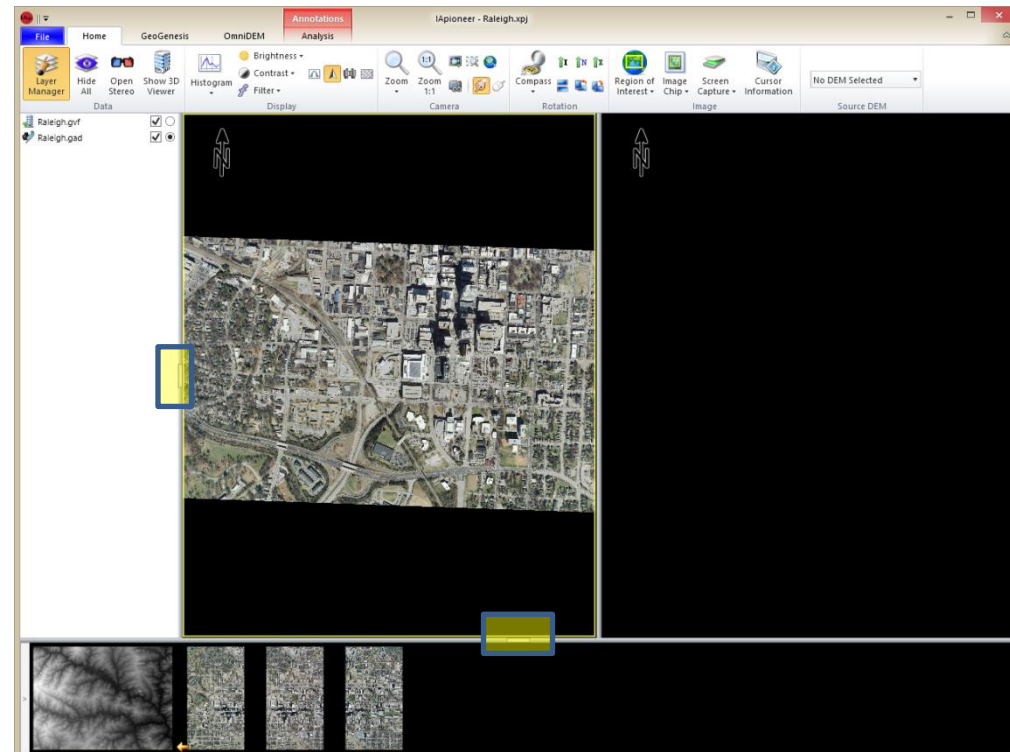 Annotations
IApioneer - Raleigh.xpj
File Home GeoGenesis OmniDEM Analysis
Layer Manager
Hide All
Open Stereo
Show 3D Viewer
Data
Histogram
Brightness
Contrast
Filter
Display
Zoom
1:1
Zoom 1:1
Camera
Compass
Rotation
Region of Interest
Image Chip
Screen Capture
Cursor Information
Image
No DEM Selected
Source DEM
Raleigh.gvf
Raleigh.gad
N
N